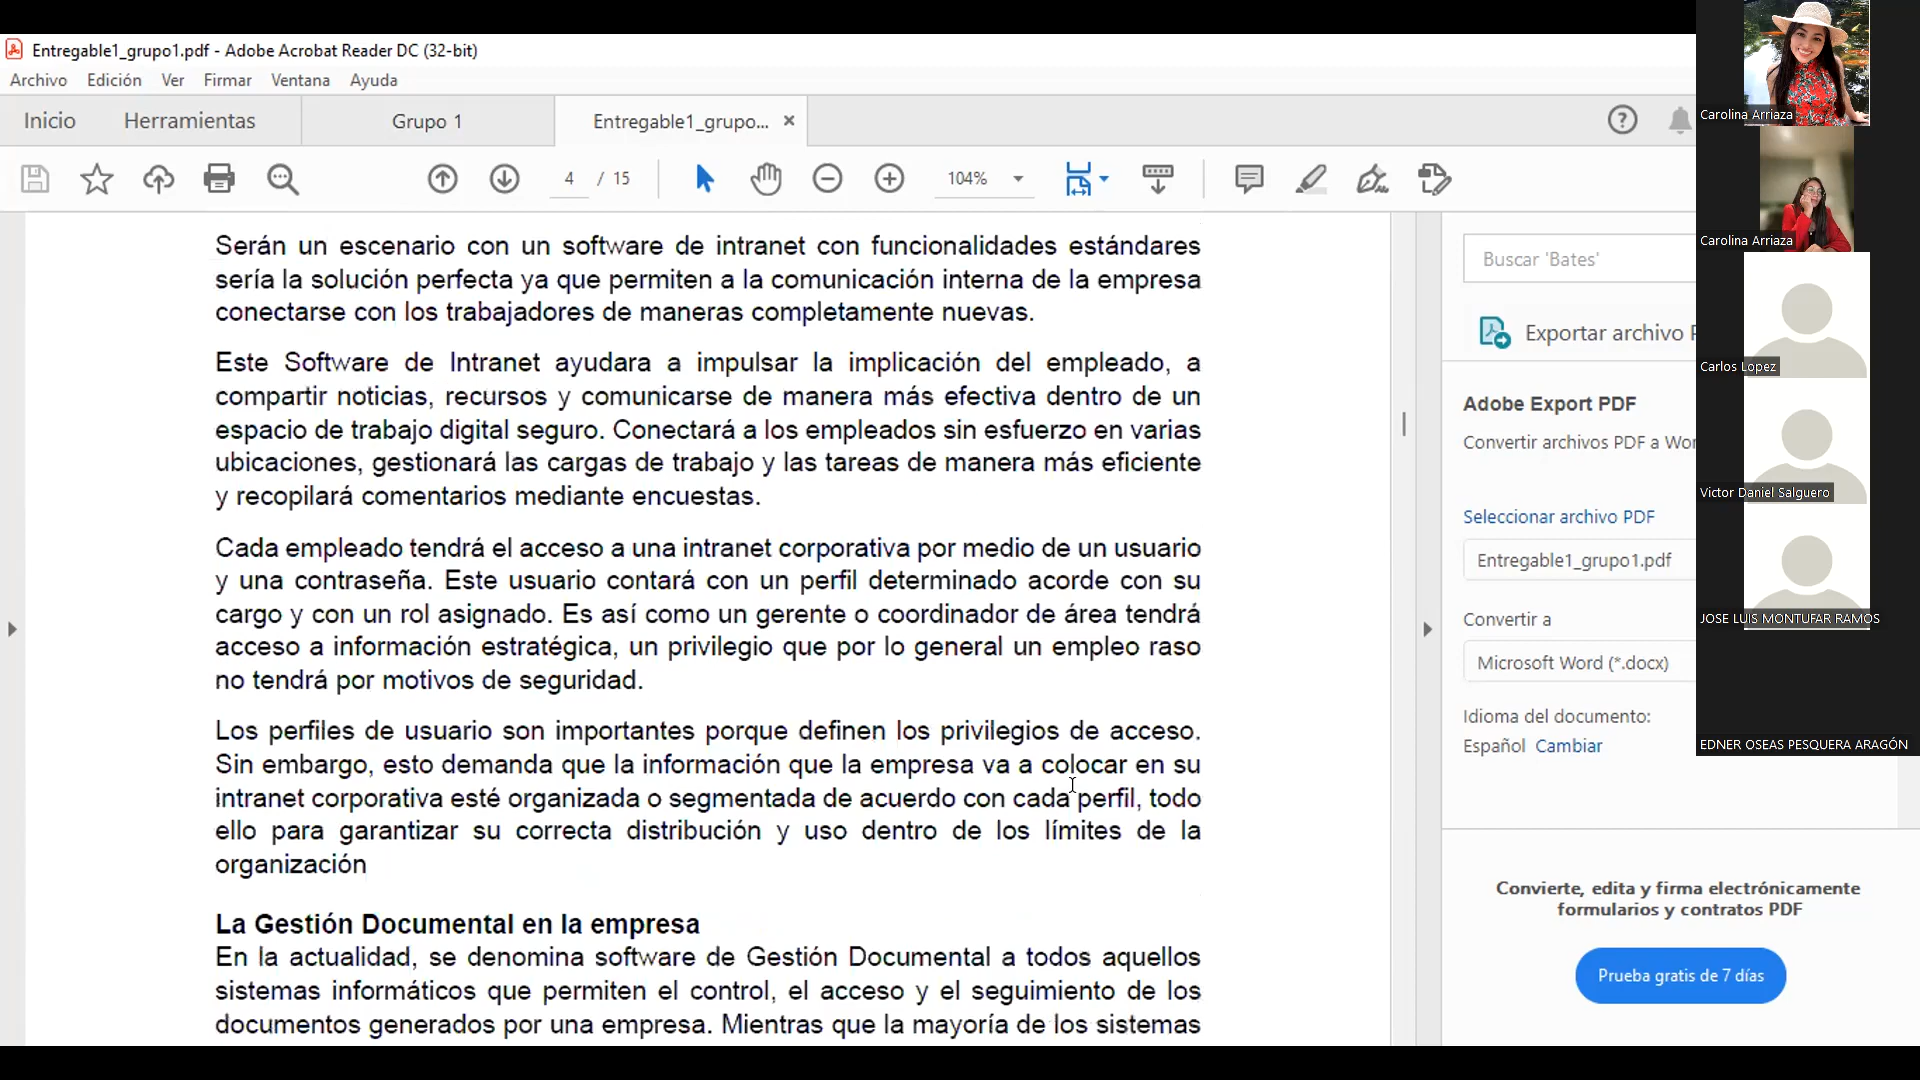 Entregable1_grupo1.pdf - Adobe Acrobat Reader DC (32-bit)
Archivo Edición Ver Firmar Ventana Ayuda
Inicio Herramientas Grupo 1 Entregable1_grupo... ×
4 / 15 104%
Serán un escenario con un software de intranet con funcionalidades estándares
sería la solución perfecta ya que permiten a la comunicación interna de la empresa
conectarse con los trabajadores de maneras completamente nuevas.
Este Software de Intranet ayudara a impulsar la implicación del empleado, a
compartir noticias, recursos y comunicarse de manera más efectiva dentro de un
espacio de trabajo digital seguro. Conectará a los empleados sin esfuerzo en varias
ubicaciones, gestionará las cargas de trabajo y las tareas de manera más eficiente
y recopilará comentarios mediante encuestas.
Cada empleado tendrá el acceso a una intranet corporativa por medio de un usuario
y una contraseña. Este usuario contará con un perfil determinado acorde con su
cargo y con un rol asignado. Es así como un gerente o coordinador de área tendrá
acceso a información estratégica, un privilegio que por lo general un empleo raso
no tendrá por motivos de seguridad.
Los perfiles de usuario son importantes porque definen los privilegios de acceso.
Sin embargo, esto demanda que la información que la empresa va a colocar en su
intranet corporativa esté organizada o segmentada de acuerdo con cada perfil, todo
ello para garantizar su correcta distribución y uso dentro de los límites de la
organización
La Gestión Documental en la empresa
En la actualidad, se denomina software de Gestión Documental a todos aquellos
sistemas informáticos que permiten el control, el acceso y el seguimiento de los
documentos generados por una empresa. Mientras que la mayoría de los sistemas
Buscar 'Bates'
Exportar archivo P
Adobe Export PDF
Convertir archivos PDF a Wor
Seleccionar archivo PDF
Entregable1_grupo1.pdf
Convertir a
Microsoft Word (*.docx)
Idioma del documento:
Español Cambiar
Convierte, edita y firma electrónicamente
formularios y contratos PDF
Prueba gratis de 7 días
Carolina Arriaza
Carolina Arriaza
Carlos Lopez
Victor Daniel Salguero
JOSE LUIS MONTUFAR RAMOS
EDNER OSEAS PESQUERA ARAGÓN